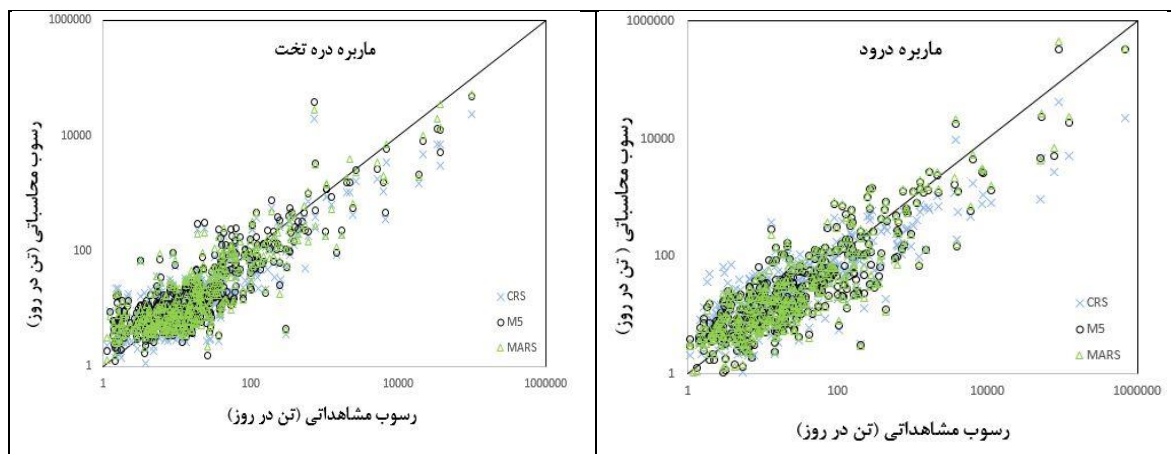 ماربره دره تخت
1000000
10000
100
1
1
100
10000
1000000
رسوب محاسباتی (تن در روز)
رسوب مشاهداتی (تن در روز)
CRS
M5
MARS
ماربره درود
1000000
10000
100
1
1
100
10000
1000000
رسوب محاسباتی ( تن در روز)
رسوب مشاهداتی (تن در روز)
CRS
M5
MARS